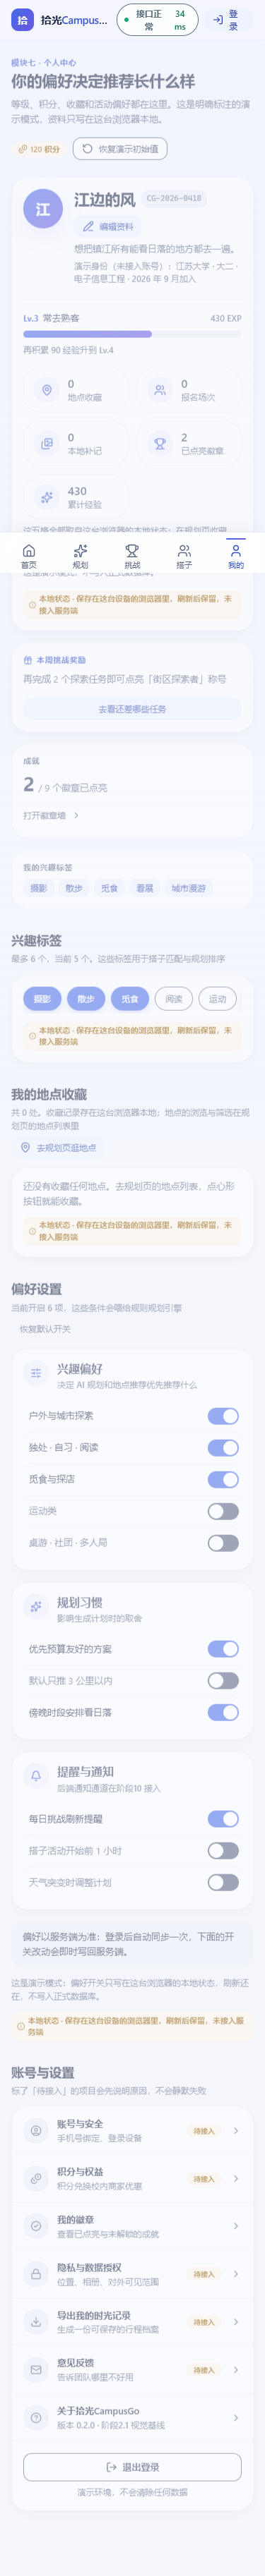 拾
拾光Campus...
接口正常
34 ms
登录
模块七 · 个人中心
你的偏好决定推荐长什么样
等级、积分、收藏和活动偏好都在这里。这是明确标注的演示模式，资料只写在这台浏览器本地。
120 积分
恢复演示初始值
江
江边的风
CG-2026-0418
编辑资料
想把镇江所有能看日落的地方都去一遍。
演示身份（未接入账号）：江苏大学 · 大二 · 电子信息工程 · 2026 年 9 月加入
Lv.3 常去熟客
430 EXP
再积累 90 经验升到 Lv.4
0
地点收藏
0
报名场次
0
本地补记
2
已点亮徽章
430
累计经验
首页
规划
挑战
搭子
我的
本地状态 · 保存在这台设备的浏览器里，刷新后保留，未接入服务端
本周挑战奖励
再完成 2 个探索任务即可点亮「街区探索者」称号
去看还差哪些任务
成就
2 / 9 个徽章已点亮
打开徽章墙
我的兴趣标签
摄影
散步
觅食
看展
城市漫游
兴趣标签
最多 6 个，当前 5 个。这些标签用于搭子匹配与规划排序
摄影
散步
觅食
阅读
运动
本地状态 · 保存在这台设备的浏览器里，刷新后保留，未接入服务端
我的地点收藏
共 0 处。收藏记录存在这台浏览器本地；地点的浏览与筛选在规划页的地点列表里
去规划页逛地点
还没有收藏任何地点。去规划页的地点列表，点心形按钮就能收藏。
本地状态 · 保存在这台设备的浏览器里，刷新后保留，未接入服务端
偏好设置
当前开启 6 项，这些条件会喂给规则规划引擎
恢复默认开关
兴趣偏好
决定 AI 规划和地点推荐优先推荐什么
户外与城市探索
独处 · 自习 · 阅读
觅食与探店
运动类
桌游 · 社团 · 多人局
规划习惯
影响生成计划时的取舍
优先预算友好的方案
默认只推 3 公里以内
傍晚时段安排看日落
提醒与通知
后端通知通道在阶段10 接入
每日挑战刷新提醒
搭子活动开始前 1 小时
天气突变时调整计划
偏好以服务端为准：登录后自动同步一次，下面的开关改动会即时写回服务端。
这是演示模式：偏好开关只写在这台浏览器的本地状态，刷新还在，不写入正式数据库。
本地状态 · 保存在这台设备的浏览器里，刷新后保留，未接入服务端
账号与设置
标了「待接入」的项目会先说明原因，不会静默失败
账号与安全
手机号绑定、登录设备
待接入
积分与权益
积分兑换校内商家优惠
待接入
我的徽章
查看已点亮与未解锁的成就
隐私与数据授权
位置、相册、对外可见范围
待接入
导出我的时光记录
生成一份可保存的行程档案
待接入
意见反馈
告诉团队哪里不好用
待接入
关于拾光CampusGo
版本 0.2.0 · 阶段2.1 视觉基线
退出登录
演示环境，不会清除任何数据